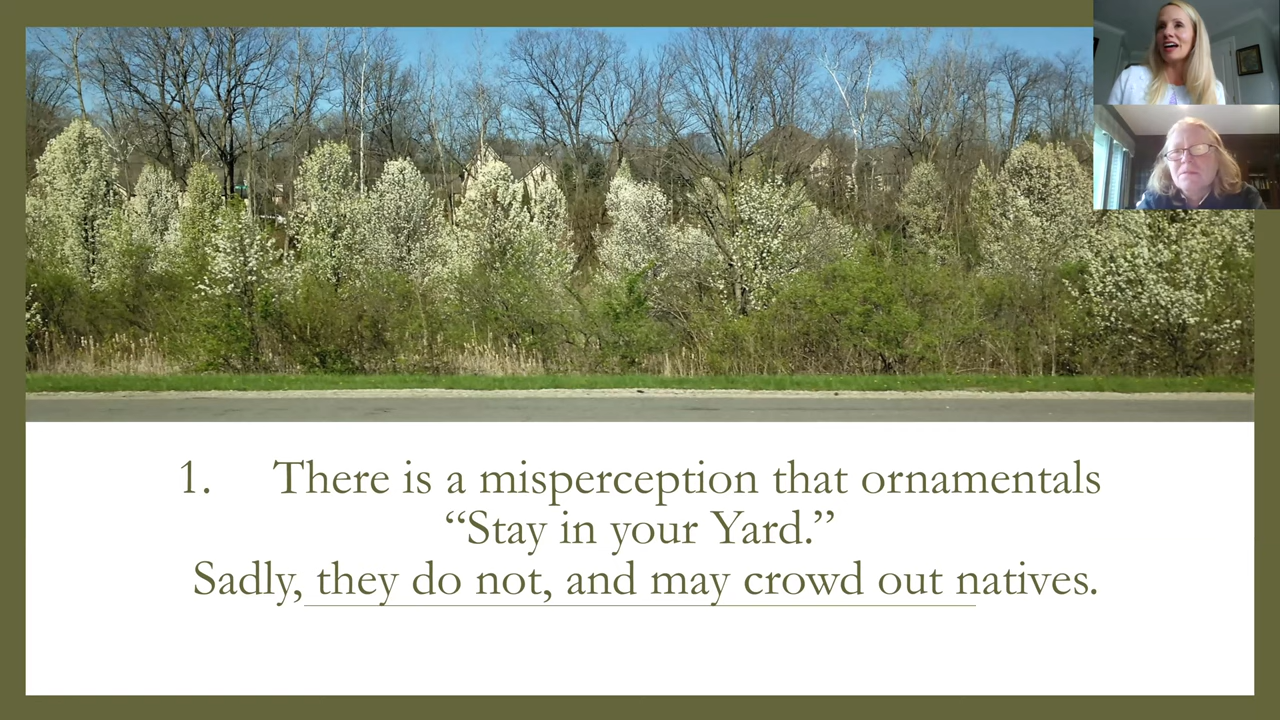 1. There is a misperception that ornamentals
“Stay in your Yard.”
Sadly, they do not, and may crowd out natives.